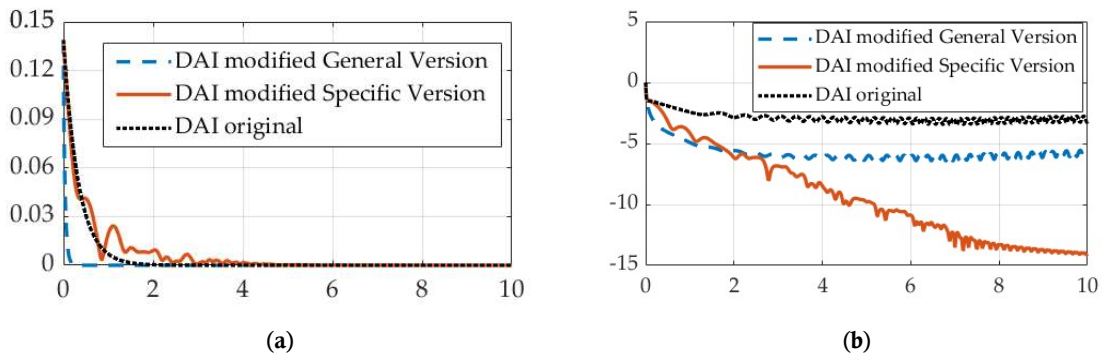 0.15
0.12
0.09
0.06
0.03
0
0 2 4 6 8 10
DAI modified General Version
DAI modified Specific Version
DAI original
(a)
5
0
-5
-10
-15
0 2 4 6 8 10
DAI modified General Version
DAI modified Specific Version
DAI original
(b)